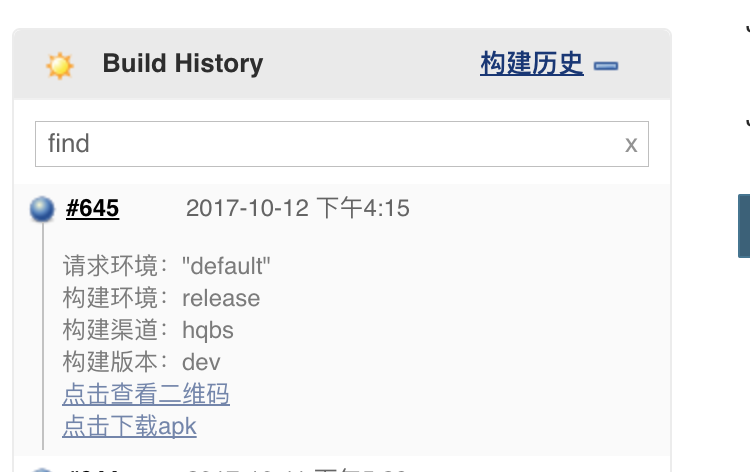 Build History 构建历史
find x
#645 2017-10-12 下午4:15
请求环境："default"
构建环境：release
构建渠道：hqbs
构建版本：dev
点击查看二维码
点击下载apk